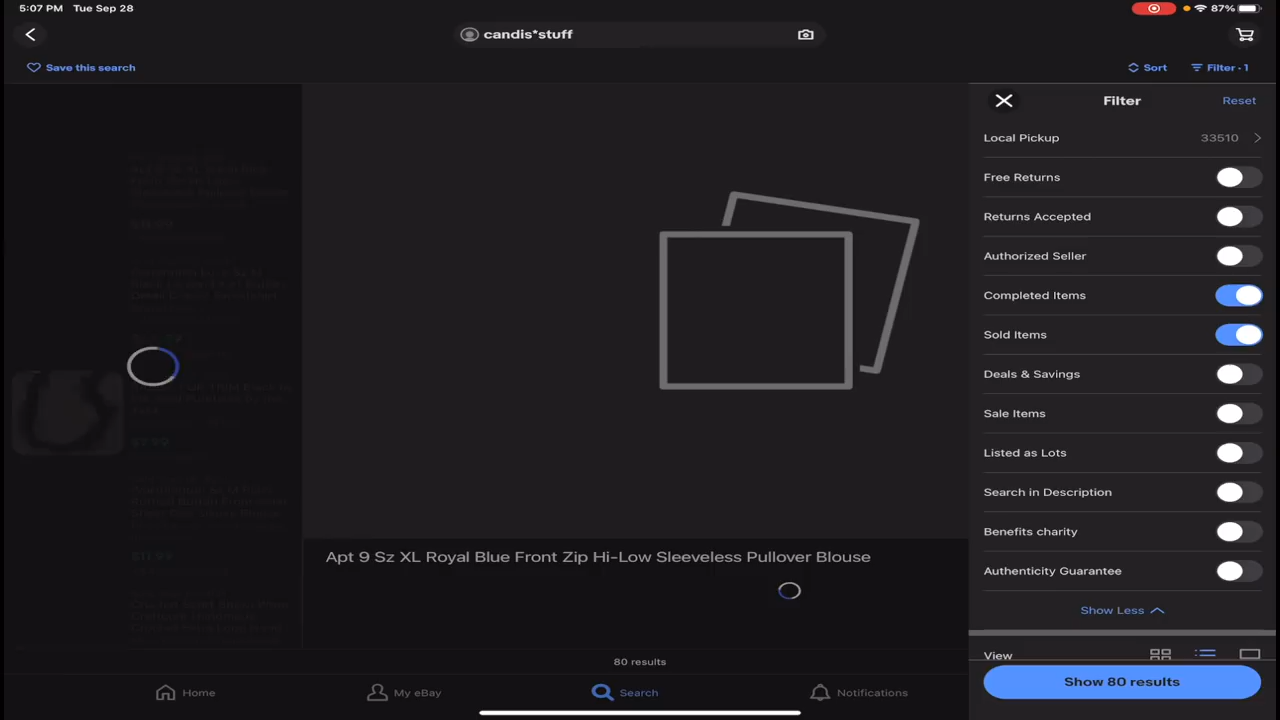 5:07 PM Tue Sep 28
87%
candis*stuff
Save this search
Sort
Filter • 1
Filter
Reset
Local Pickup
33510
Free Returns
Returns Accepted
Authorized Seller
Completed Items
Sold Items
Deals & Savings
Sale Items
Listed as Lots
Search in Description
Benefits charity
Authenticity Guarantee
Show Less
View
Show 80 results
Apt 9 Sz XL Royal Blue Front Zip Hi-Low Sleeveless Pullover Blouse
80 results
Home
My eBay
Search
Notifications